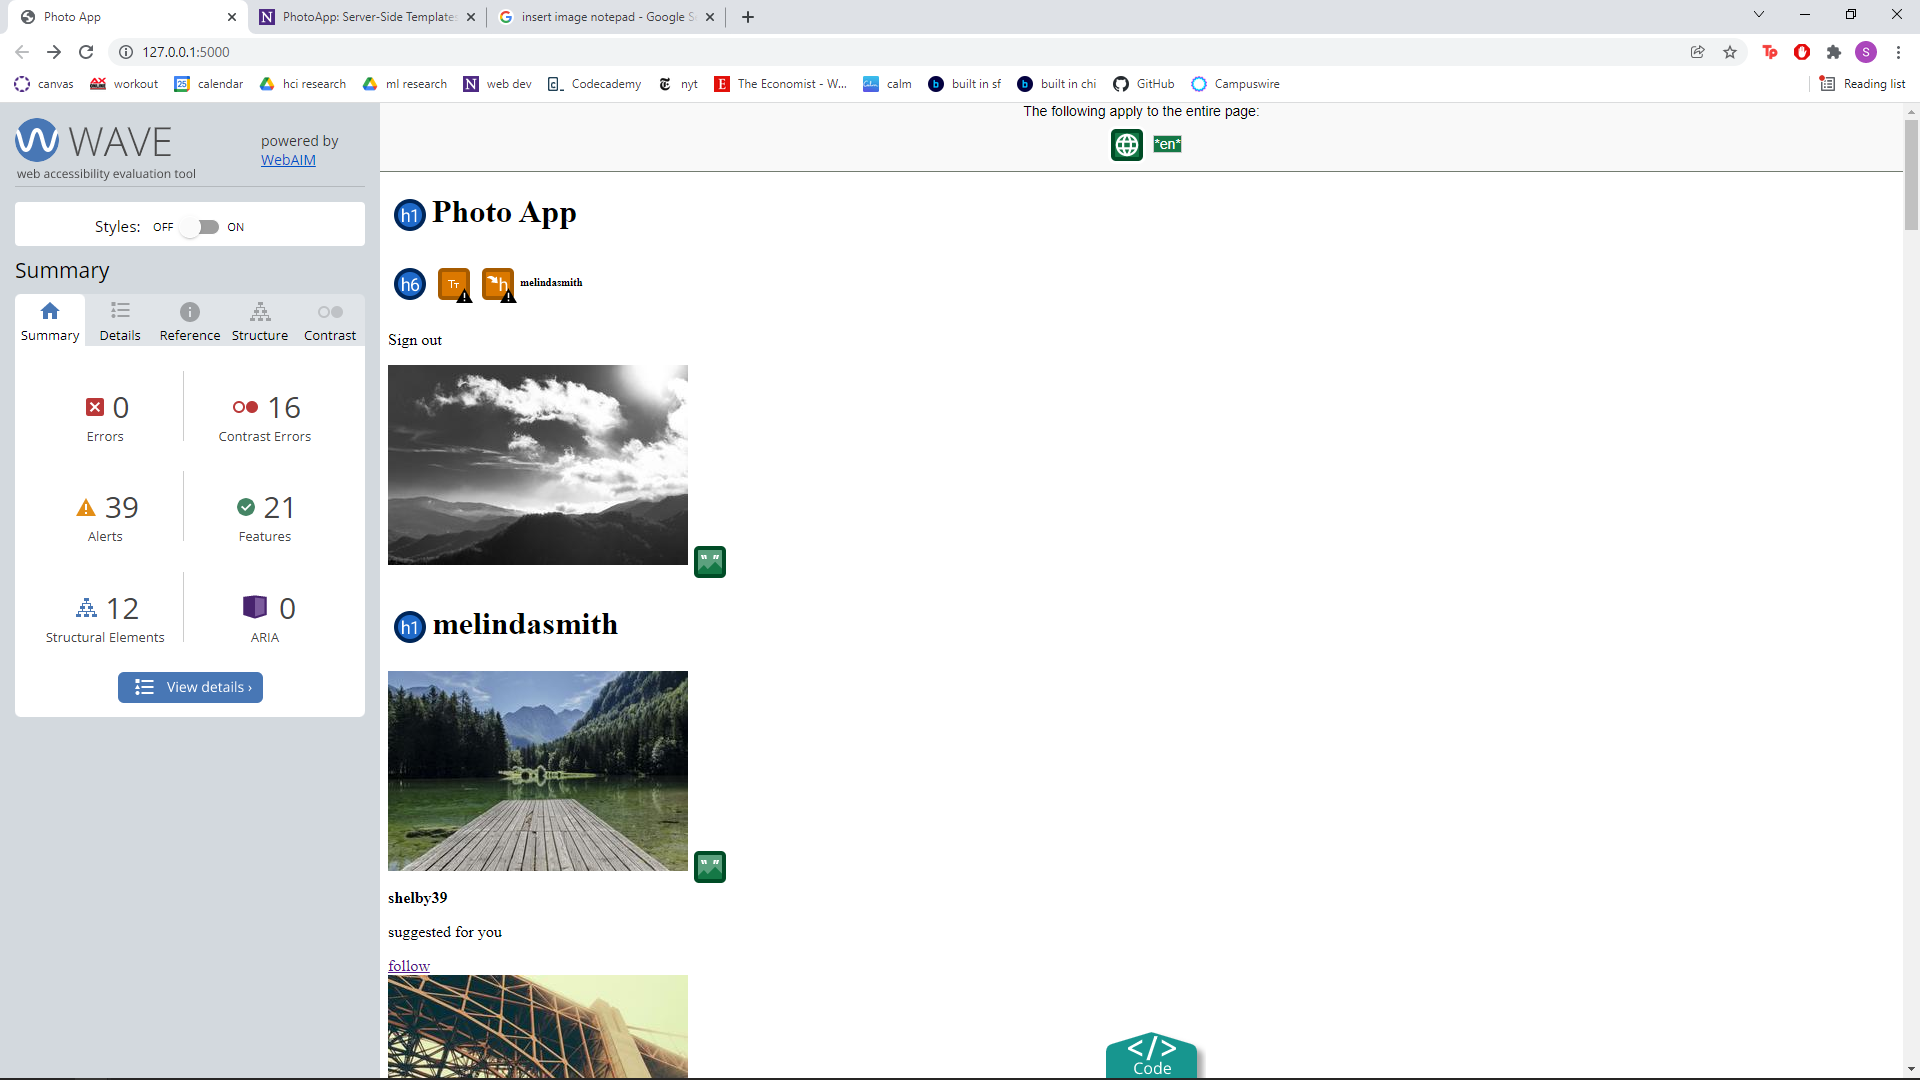 Photo App
PhotoApp: Server-Side Templates
insert image notepad - Google S
127.0.0.1:5000
Tp
S
canvas
workout
25
calendar
hci research
ml research
N
web dev
Codecademy
nyt
E
The Economist - W...
calm
b
built in sf
b
built in chi
GitHub
Campuswire
Reading list
WAVE
powered by
WebAIM
web accessibility evaluation tool
Styles: OFF ON
Summary
Summary Details Reference Structure Contrast
0 16
Errors Contrast Errors
39 21
Alerts Features
12 0
Structural Elements ARIA
View details ›
The following apply to the entire page:
*en*
h1 Photo App
h6 TT h melindasmith
Sign out
h1 melindasmith
shelby39
suggested for you
follow
</>
Code